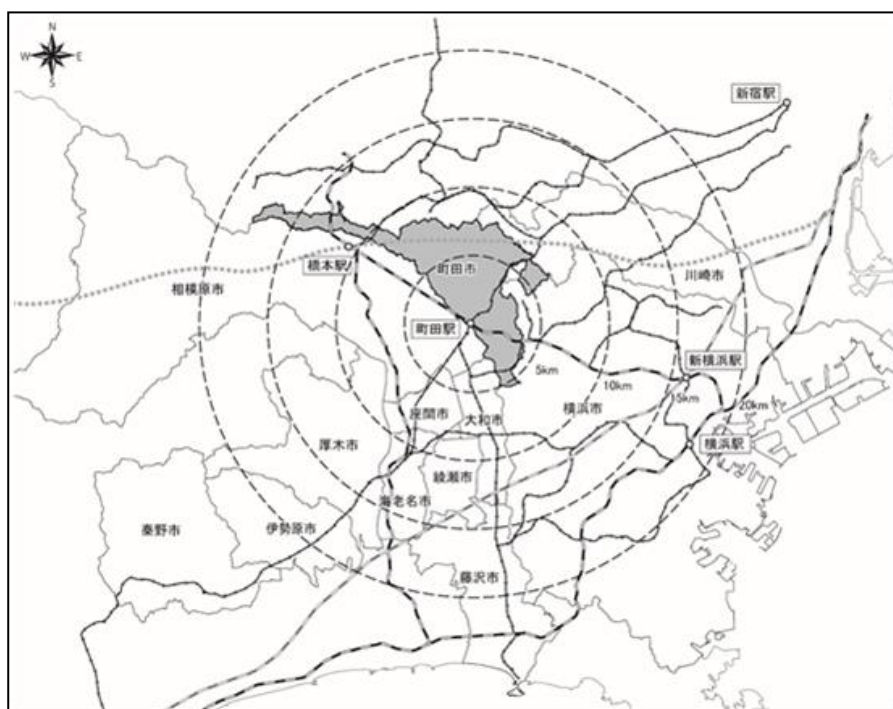 N
W E
S
新宿駅
橋本駅
町田市
川崎市
相模原市
町田駅
新横浜駅
5km
10km
15km
20km
座間市
大和市
横浜市
横浜駅
厚木市
綾瀬市
海老名市
秦野市
伊勢原市
藤沢市